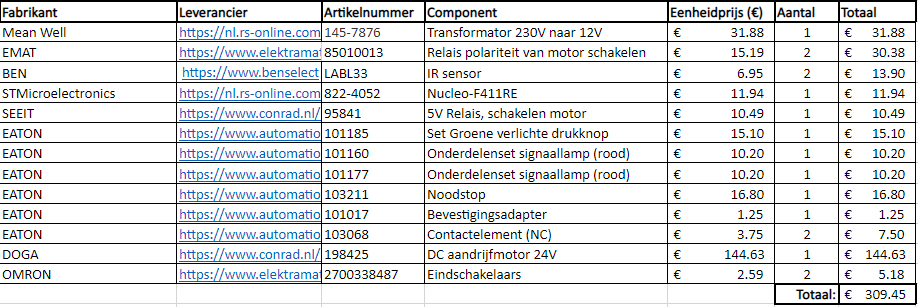 Fabrikant Leverancier Artikelnummer Component Eenheidprijs (€) Aantal Totaal
Mean Well https://nl.rs-online.com 145-7876 Transformator 230V naar 12V € 31.88 1 € 31.88
EMAT https://www.elektramat 85010013 Relais polariteit van motor schakelen € 15.19 2 € 30.38
BEN https://www.benselect LABL33 IR sensor € 6.95 2 € 13.90
STMicroelectronics https://nl.rs-online.com 822-4052 Nucleo-F411RE € 11.94 1 € 11.94
SEEIT https://www.conrad.nl/ 95841 5V Relais, schakelen motor € 10.49 1 € 10.49
EATON https://www.automatio 101185 Set Groene verlichte drukknop € 15.10 1 € 15.10
EATON https://www.automatio 101160 Onderdelenset signaallamp (rood) € 10.20 1 € 10.20
EATON https://www.automatio 101177 Onderdelenset signaallamp (rood) € 10.20 1 € 10.20
EATON https://www.automatio 103211 Noodstop € 16.80 1 € 16.80
EATON https://www.automatio 101017 Bevestigingsadapter € 1.25 1 € 1.25
EATON https://www.automatio 103068 Contactelement (NC) € 3.75 2 € 7.50
DOGA https://www.conrad.nl/ 198425 DC aandrijfmotor 24V € 144.63 1 € 144.63
OMRON https://www.elektramat 2700338487 Eindschakelaars € 2.59 2 € 5.18
Totaal: € 309.45